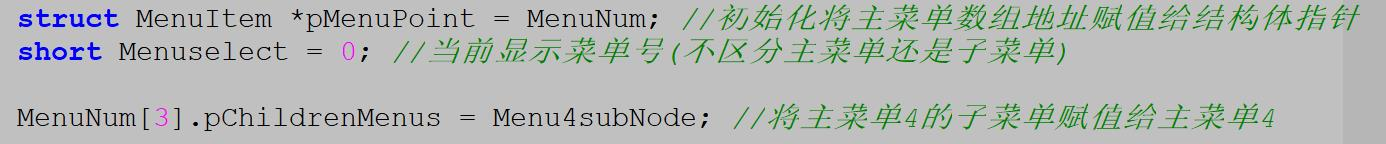 struct MenuItem *pMenuPoint = MenuNum; //初始化将主菜单数组地址赋值给结构体指针
short Menuselect = 0; //当前显示菜单号(不区分主菜单还是子菜单)
MenuNum[3].pChildrenMenus = Menu4subNode; //将主菜单4的子菜单赋值给主菜单4